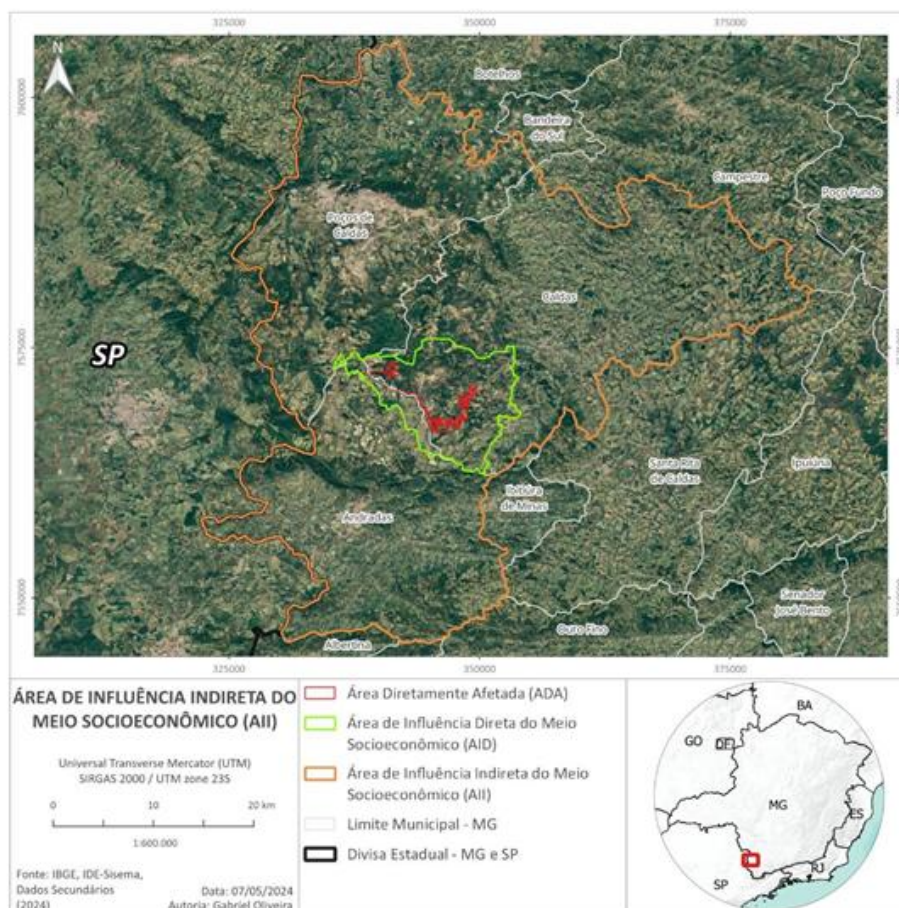 325000
350000
375000
N
Botelhos
Bandeira
do Sul
Campestre
Poço Fundo
Poços de
Caldas
Caldas
7575000
SP
Santa Rita
de Caldas
Ipuiuna
Ibitiúra
de Minas
Andradas
7550000
Senador
José Bento
Ouro Fino
Albertina
325000
350000
375000
ÁREA DE INFLUÊNCIA INDIRETA DO
MEIO SOCIOECONÔMICO (AII)
Universal Transverse Mercator (UTM)
SIRGAS 2000 / UTM zone 23S
0 10 20 km
1:600.000
Fonte: IBGE, IDE-Sisema,
Dados Secundários
(2024)
Data: 07/05/2024
Autoria: Gabriel Oliveira
Área Diretamente Afetada (ADA)
Área de Influência Direta do Meio
Socioeconômico (AID)
Área de Influência Indireta do Meio
Socioeconômico (AII)
Limite Municipal - MG
Divisa Estadual - MG e SP
BA
GO
DF
MG
ES
RJ
SP